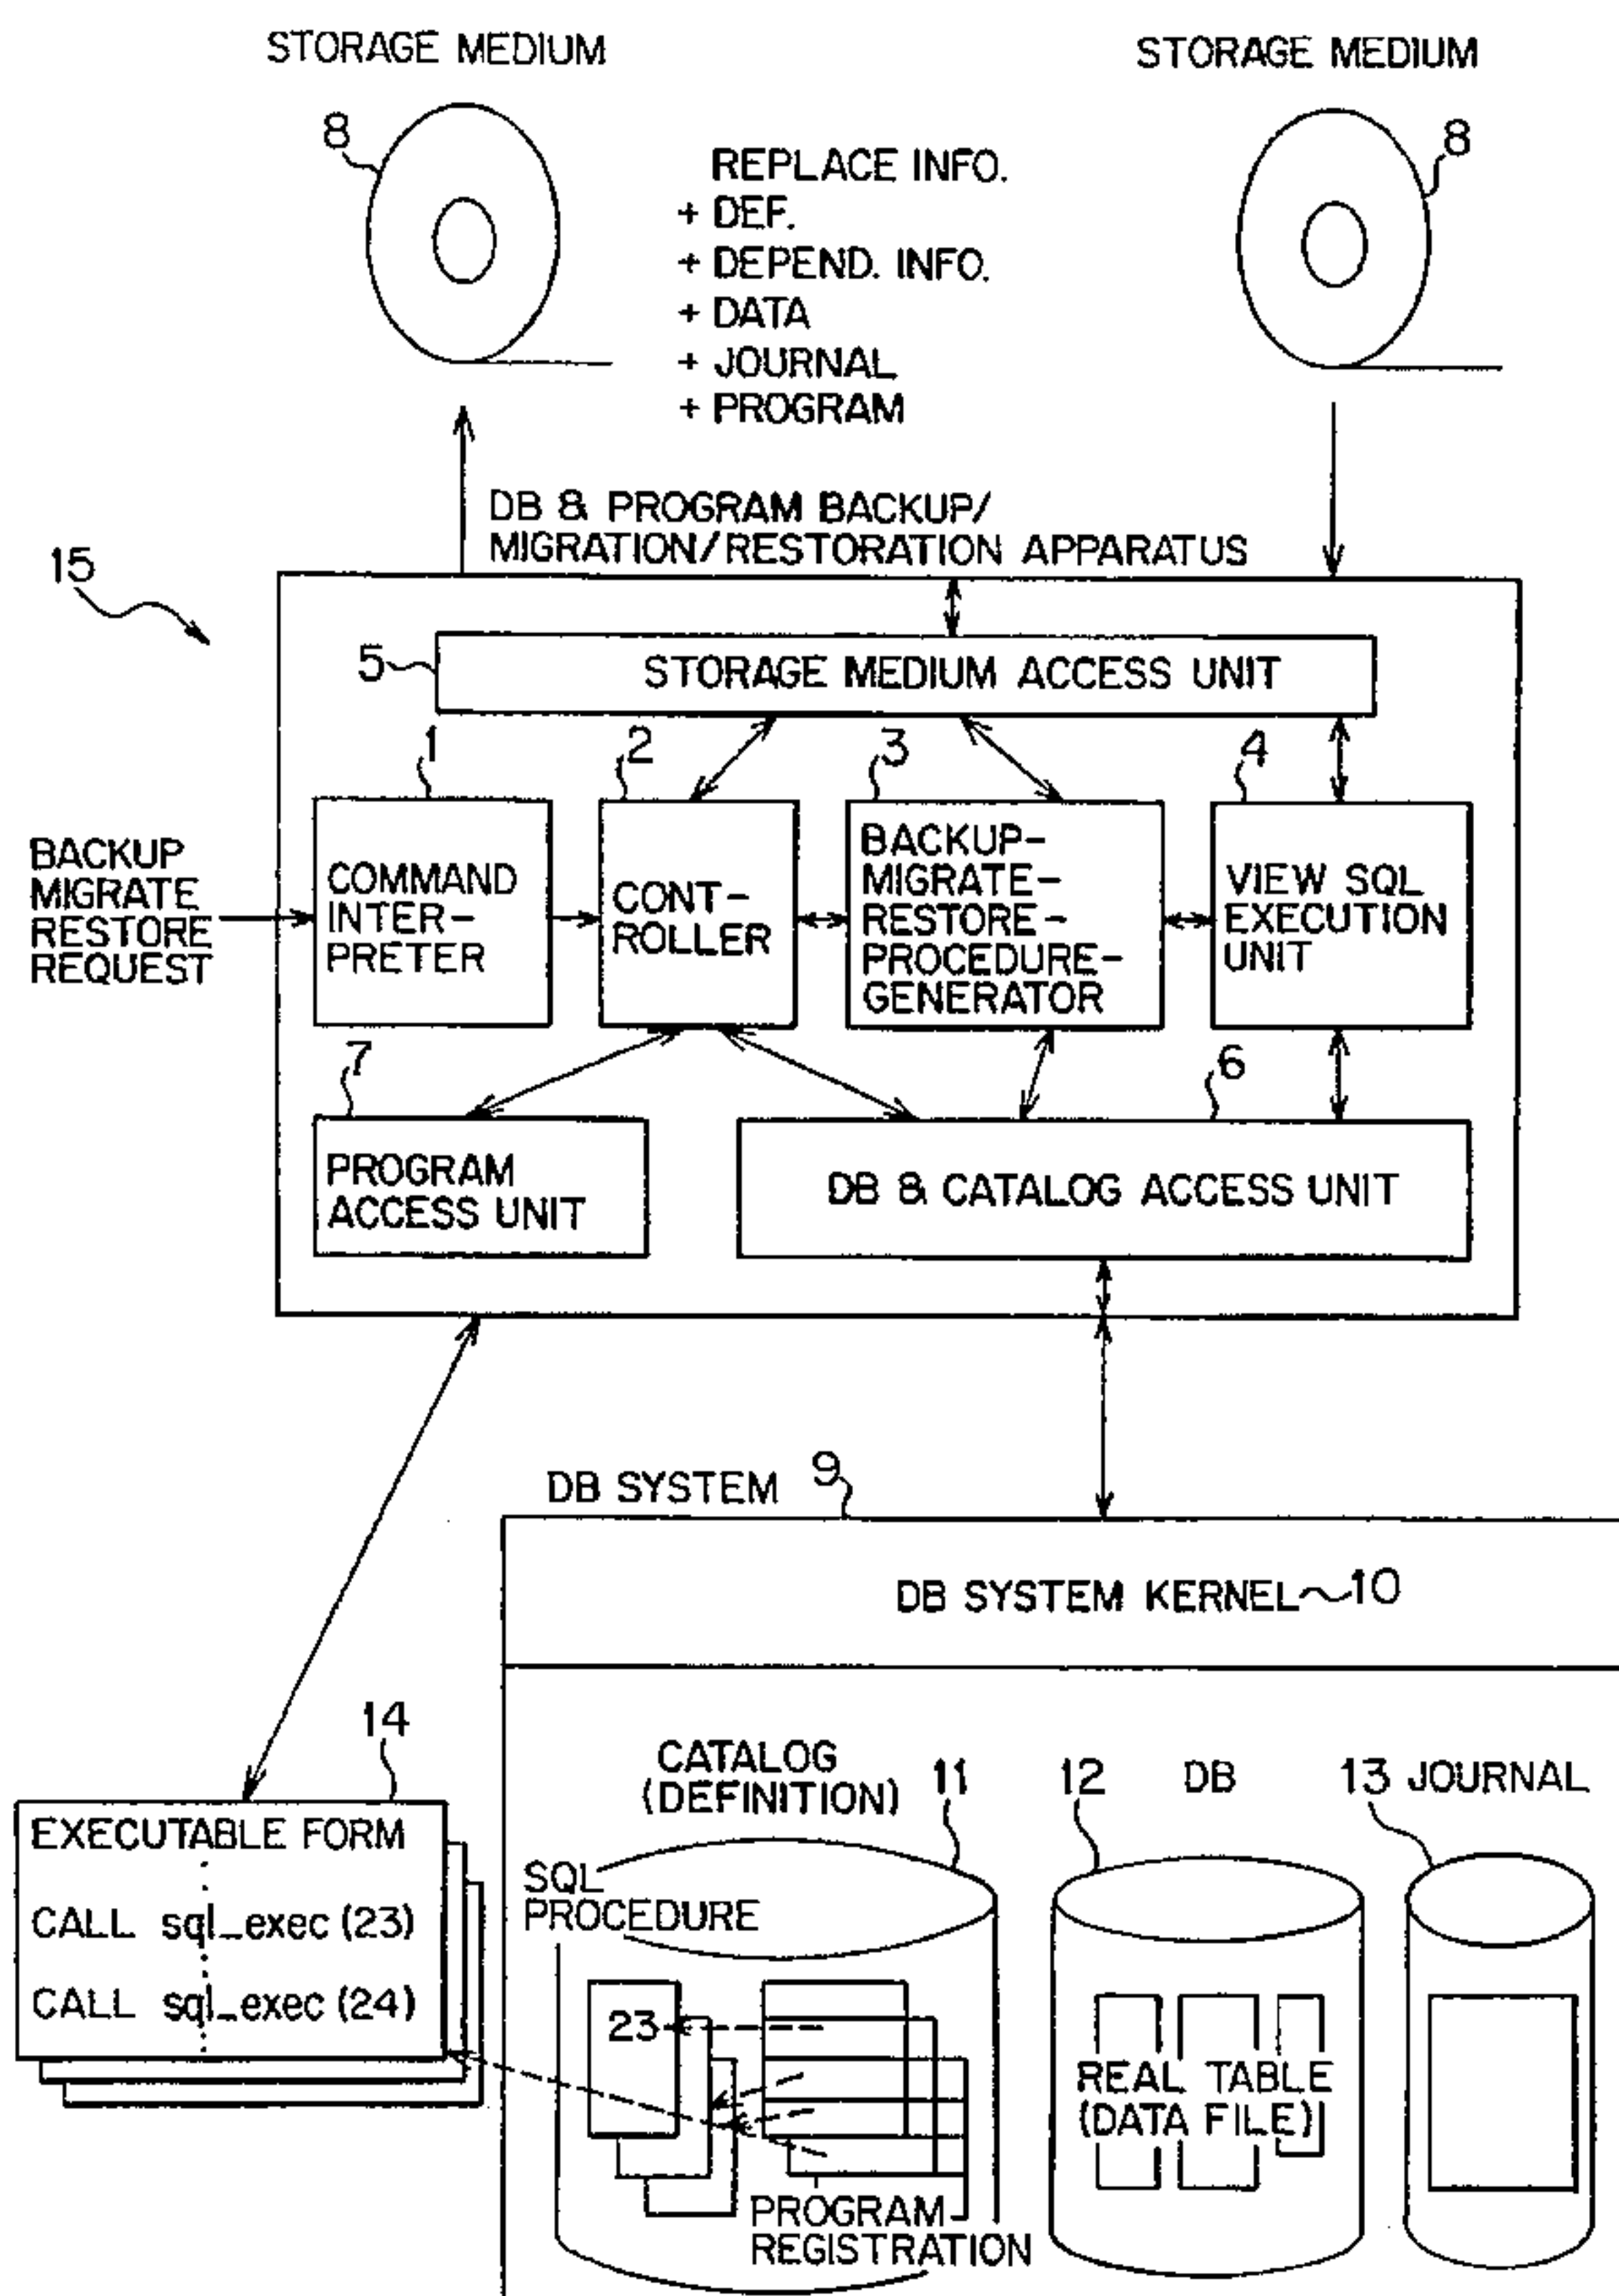 STORAGE MEDIUM
STORAGE MEDIUM
8
8
REPLACE INFO.
+ DEF.
+ DEPEND. INFO.
+ DATA
+ JOURNAL
+ PROGRAM
DB & PROGRAM BACKUP/
MIGRATION/RESTORATION APPARATUS
15
5
STORAGE MEDIUM ACCESS UNIT
1
2
3
4
BACKUP
MIGRATE
RESTORE
REQUEST
COMMAND
INTER-
PRETER
CONT-
ROLLER
BACKUP-
MIGRATE-
RESTORE-
PROCEDURE-
GENERATOR
VIEW SQL
EXECUTION
UNIT
7
6
PROGRAM
ACCESS UNIT
DB & CATALOG ACCESS UNIT
DB SYSTEM
9
DB SYSTEM KERNEL 10
14
EXECUTABLE FORM
CALL sql_exec (23)
CALL sql_exec (24)
CATALOG
(DEFINITION)
11
12
DB
13 JOURNAL
SQL
PROCEDURE
23
REAL TABLE
(DATA FILE)
PROGRAM
REGISTRATION